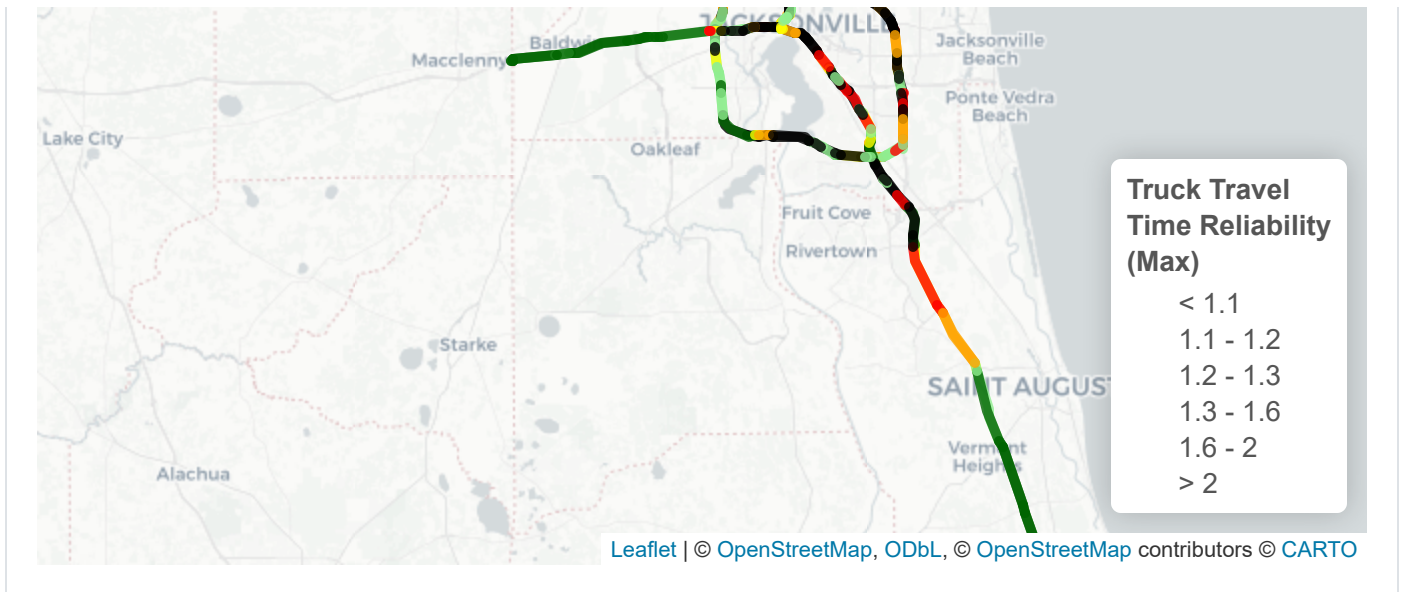 JACKSONVILLE
Baldwin
Macclenny
Jacksonville
Beach
Ponte Vedra
Beach
Lake City
Oakleaf
Fruit Cove
Rivertown
Starke
SAINT AUGUST
Vermont
Heights
Alachua
Truck Travel
Time Reliability
(Max)
< 1.1
1.1 - 1.2
1.2 - 1.3
1.3 - 1.6
1.6 - 2
> 2
Leaflet | © OpenStreetMap, ODbL, © OpenStreetMap contributors © CARTO